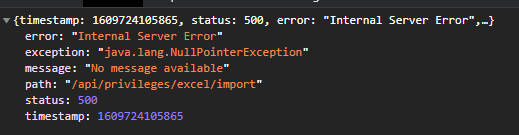 {timestamp: 1609724105865, status: 500, error: "Internal Server Error",…}
error: "Internal Server Error"
exception: "java.lang.NullPointerException"
message: "No message available"
path: "/api/privileges/excel/import"
status: 500
timestamp: 1609724105865